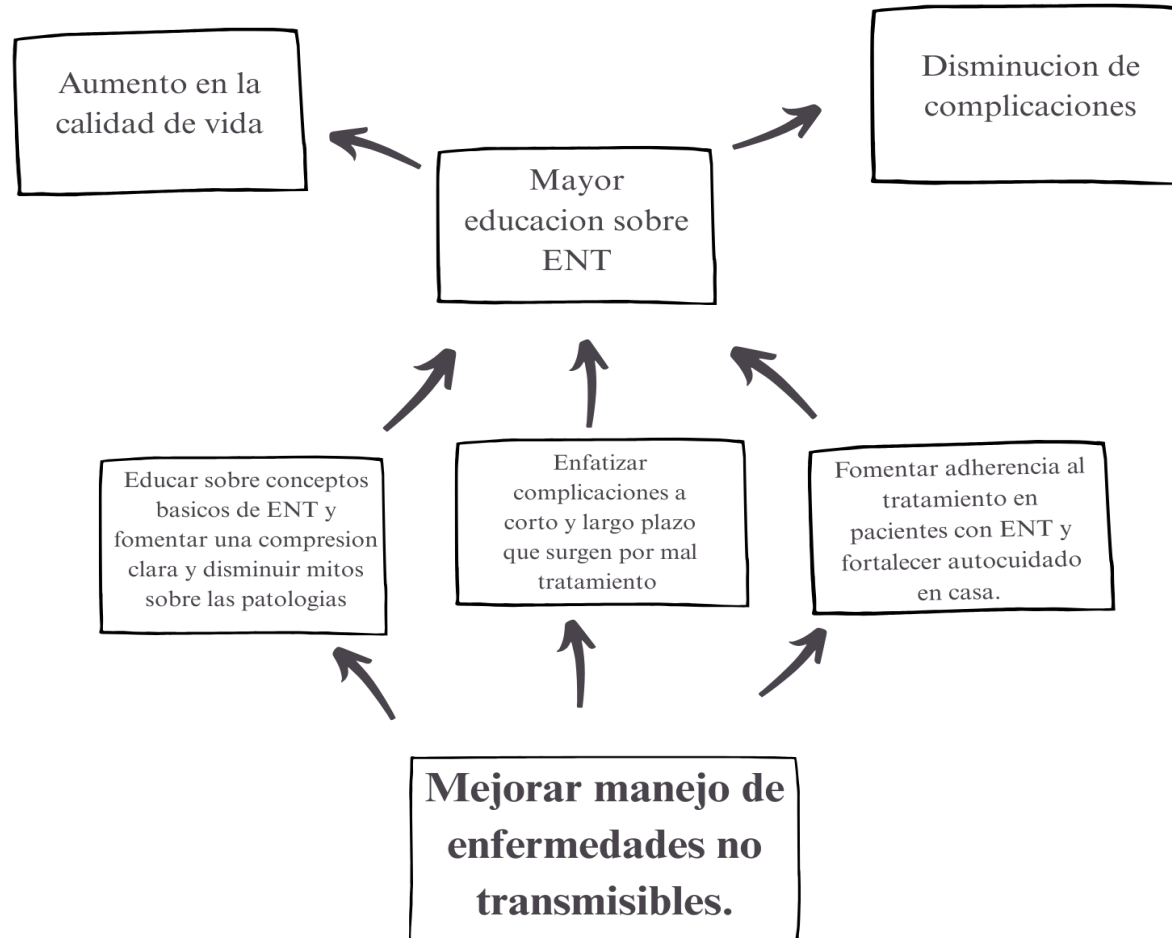 Aumento en la
calidad de vida
Disminucion de
complicaciones
Mayor
educacion sobre
ENT
Educar sobre conceptos
basicos de ENT y
fomentar una compresion
clara y disminuir mitos
sobre las patologias
Enfatizar
complicaciones a
corto y largo plazo
que surgen por mal
tratamiento
Fomentar adherencia al
tratamiento en
pacientes con ENT y
fortalecer autocuidado
en casa.
Mejorar manejo de
enfermedades no
transmisibles.